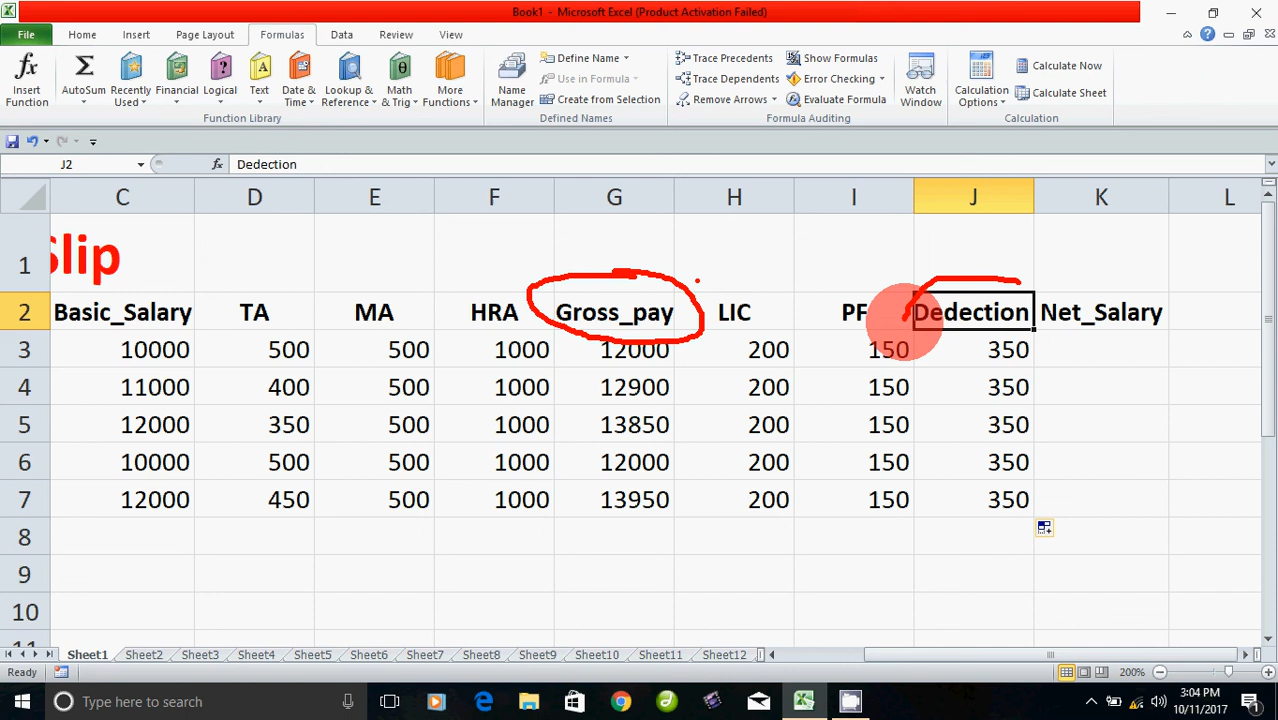 Book1 - Microsoft Excel (Product Activation Failed)
File Home Insert Page Layout Formulas Data Review View
Insert Function
AutoSum
Recently Used
Financial
Logical
Text
Date & Time
Lookup & Reference
Math & Trig
More Functions
Function Library
Name Manager
Define Name
Use in Formula
Create from Selection
Defined Names
Trace Precedents
Trace Dependents
Remove Arrows
Show Formulas
Error Checking
Evaluate Formula
Formula Auditing
Watch Window
Calculation Options
Calculate Now
Calculate Sheet
Calculation
J2 fx Dedection
C D E F G H I J K L
1 Slip
2 Basic_Salary TA MA HRA Gross_pay LIC PF Dedection Net_Salary
3 10000 500 500 1000 12000 200 150 350
4 11000 400 500 1000 12900 200 150 350
5 12000 350 500 1000 13850 200 150 350
6 10000 500 500 1000 12000 200 150 350
7 12000 450 500 1000 13950 200 150 350
8
9
10
11
Sheet1 Sheet2 Sheet3 Sheet4 Sheet5 Sheet6 Sheet7 Sheet8 Sheet9 Sheet10 Sheet11 Sheet12
Ready 200%
Type here to search
3:04 PM
10/11/2017